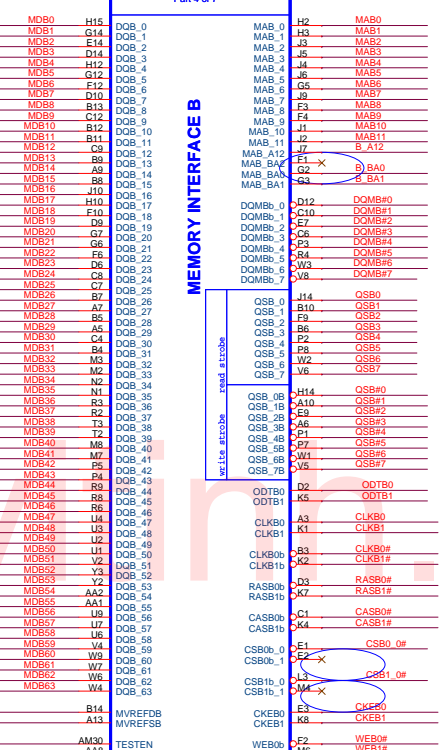 Part 4 of 7
MEMORY INTERFACE B
read strobe
write strobe
MDB0 H15 DQB_0
MDB1 G14 DQB_1
MDB2 E14 DQB_2
MDB3 D14 DQB_3
MDB4 H12 DQB_4
MDB5 G12 DQB_5
MDB6 F12 DQB_6
MDB7 D10 DQB_7
MDB8 B13 DQB_8
MDB9 C12 DQB_9
MDB10 B12 DQB_10
MDB11 B11 DQB_11
MDB12 C9 DQB_12
MDB13 B9 DQB_13
MDB14 A9 DQB_14
MDB15 B8 DQB_15
MDB16 J10 DQB_16
MDB17 H10 DQB_17
MDB18 F10 DQB_18
MDB19 D9 DQB_19
MDB20 G7 DQB_20
MDB21 G6 DQB_21
MDB22 F6 DQB_22
MDB23 D6 DQB_23
MDB24 C8 DQB_24
MDB25 C7 DQB_25
MDB26 B7 DQB_26
MDB27 A7 DQB_27
MDB28 B5 DQB_28
MDB29 A5 DQB_29
MDB30 C4 DQB_30
MDB31 B4 DQB_31
MDB32 M3 DQB_32
MDB33 M2 DQB_33
MDB34 N2 DQB_34
MDB35 N1 DQB_35
MDB36 R3 DQB_36
MDB37 R2 DQB_37
MDB38 T3 DQB_38
MDB39 T2 DQB_39
MDB40 M8 DQB_40
MDB41 M7 DQB_41
MDB42 P5 DQB_42
MDB43 P4 DQB_43
MDB44 R9 DQB_44
MDB45 R8 DQB_45
MDB46 R6 DQB_46
MDB47 U4 DQB_47
MDB48 U3 DQB_48
MDB49 U2 DQB_49
MDB50 U1 DQB_50
MDB51 V2 DQB_51
MDB52 Y3 DQB_52
MDB53 Y2 DQB_53
MDB54 AA2 DQB_54
MDB55 AA1 DQB_55
MDB56 U9 DQB_56
MDB57 U7 DQB_57
MDB58 U6 DQB_58
MDB59 V4 DQB_59
MDB60 W9 DQB_60
MDB61 W7 DQB_61
MDB62 W6 DQB_62
MDB63 W4 DQB_63
B14 MVREFDB
A13 MVREFSB
AM30 TESTEN
MAB_0 H2 MAB0
MAB_1 H3 MAB1
MAB_2 J3 MAB2
MAB_3 J5 MAB3
MAB_4 J4 MAB4
MAB_5 J6 MAB5
MAB_6 G5 MAB6
MAB_7 J9 MAB7
MAB_8 F3 MAB8
MAB_9 F4 MAB9
MAB_10 J1 MAB10
MAB_11 J2 MAB11
MAB_A12 J7 B_A12
MAB_BA2 F1
MAB_BA0 G2 B_BA0
MAB_BA1 G3 B_BA1
DQMBb_0 D12 DQMB#0
DQMBb_1 C10 DQMB#1
DQMBb_2 E7 DQMB#2
DQMBb_3 C6 DQMB#3
DQMBb_4 P3 DQMB#4
DQMBb_5 R4 DQMB#5
DQMBb_6 W3 DQMB#6
DQMBb_7 V8 DQMB#7
QSB_0 J14 QSB0
QSB_1 B10 QSB1
QSB_2 F9 QSB2
QSB_3 B6 QSB3
QSB_4 P2 QSB4
QSB_5 P8 QSB5
QSB_6 W2 QSB6
QSB_7 V6 QSB7
QSB_0B H14 QSB#0
QSB_1B A10 QSB#1
QSB_2B E9 QSB#2
QSB_3B A6 QSB#3
QSB_4B P1 QSB#4
QSB_5B P7 QSB#5
QSB_6B W1 QSB#6
QSB_7B V5 QSB#7
ODTB0 D2 ODTB0
ODTB1 K5 ODTB1
CLKB0 A3 CLKB0
CLKB1 K1 CLKB1
CLKB0b B3 CLKB0#
CLKB1b K2 CLKB1#
RASB0b D3 RASB0#
RASB1b K7 RASB1#
CASB0b C1 CASB0#
CASB1b K4 CASB1#
CSB0b_0 E1 CSB0_0#
CSB0b_1 E2
CSB1b_0 L3 CSB1_0#
CSB1b_1 M4
CKEB0 E3 CKEB0
CKEB1 K8 CKEB1
WEB0b F2 WEB0#
WEB1#